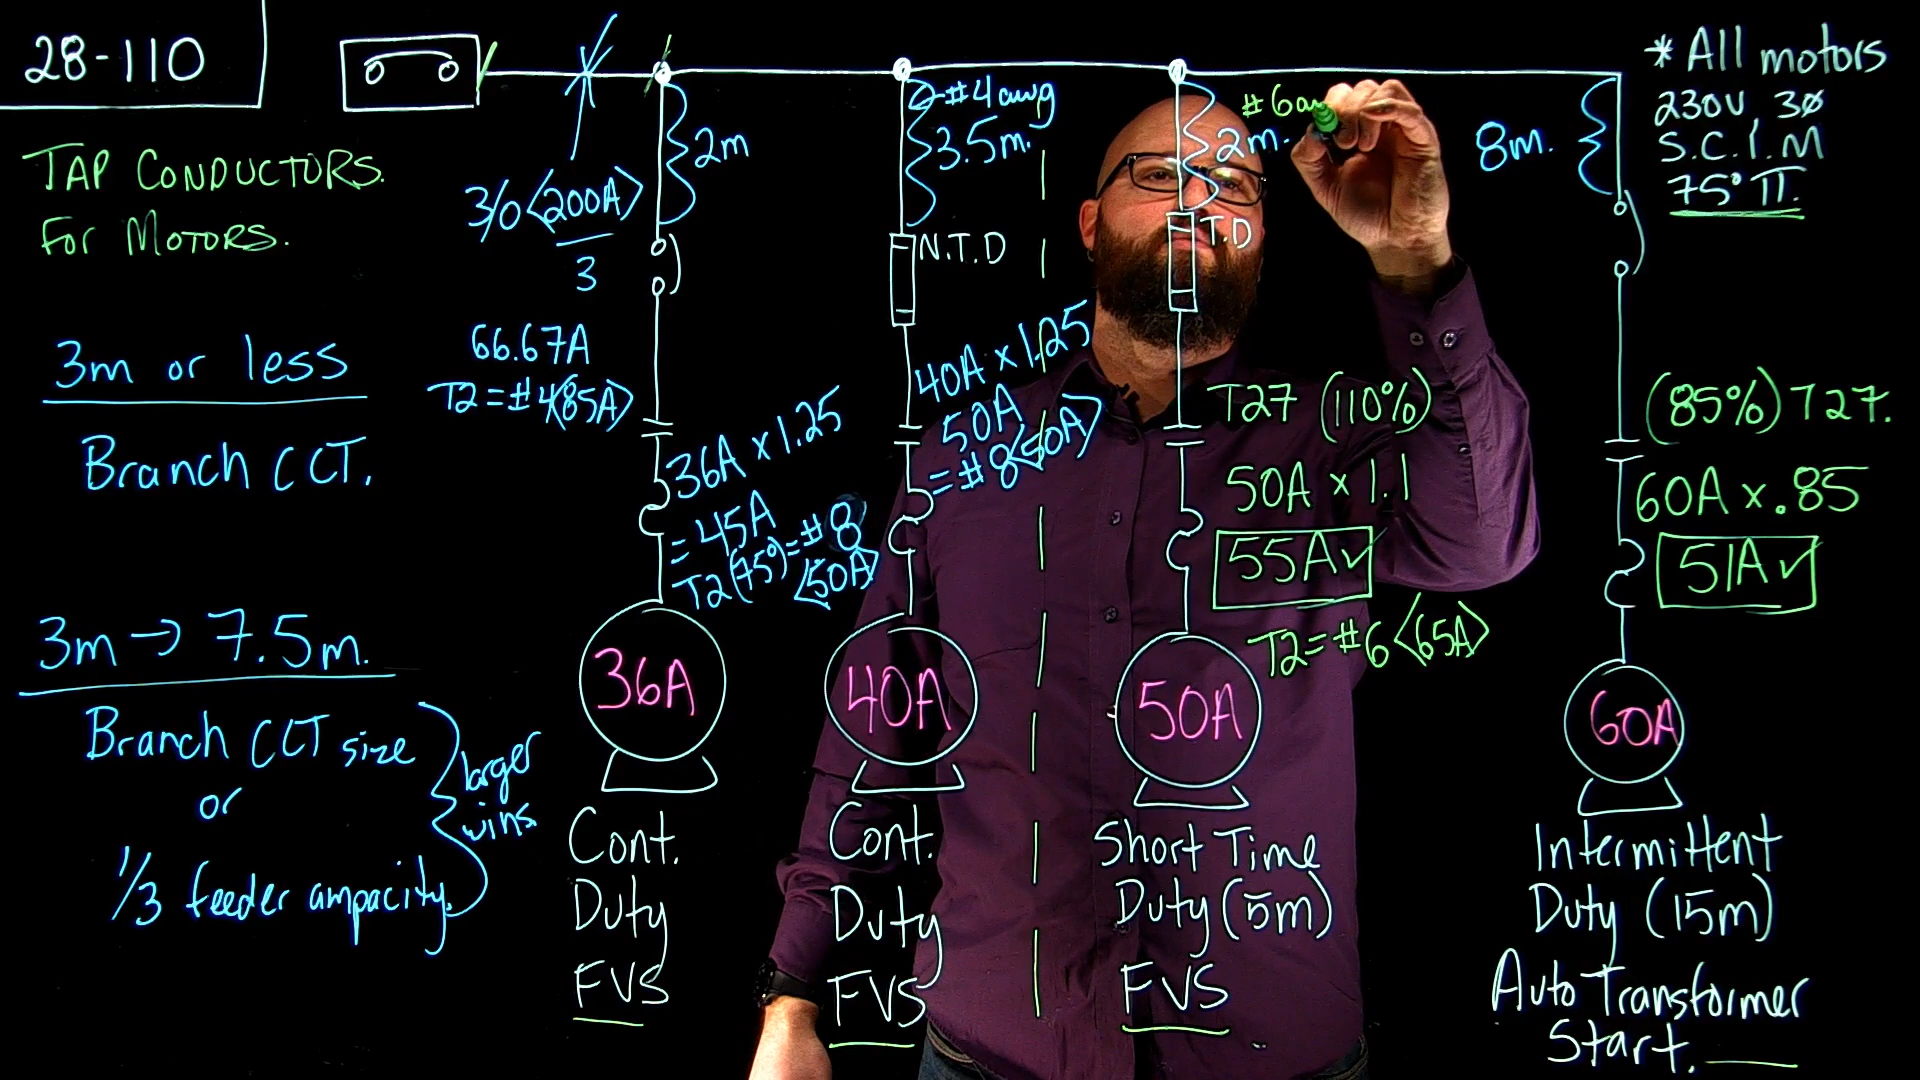 28-110
TAP CONDUCTORS.
For MOTORS.
3m or less
Branch CCT.
3m → 7.5m.
Branch CCT size
or
1/3 feeder ampacity.
larger
wins
3/0 <200A>
3
66.67A
T2 = #4<85A>
2m
36A x 1.25
= 45A
T2(75°) = #8
<50A>
36A
Cont.
Duty
FVS
#4 awg
3.5m.
N.T.D
40A x 1.25
50A
= #8<50A>
40A
Cont.
Duty
FVS
#6aw
2m.
T.D
T27 (110%)
50A x 1.1
55A ✓
T2 = #6 <65A>
50A
Short Time
Duty (5m)
FVS
8m.
* All motors
230V, 3Ø
S.C.I.M
75° TT.
(85%) T27.
60A x .85
51A ✓
60A
Intermittent
Duty (15m)
Auto Transformer
Start.